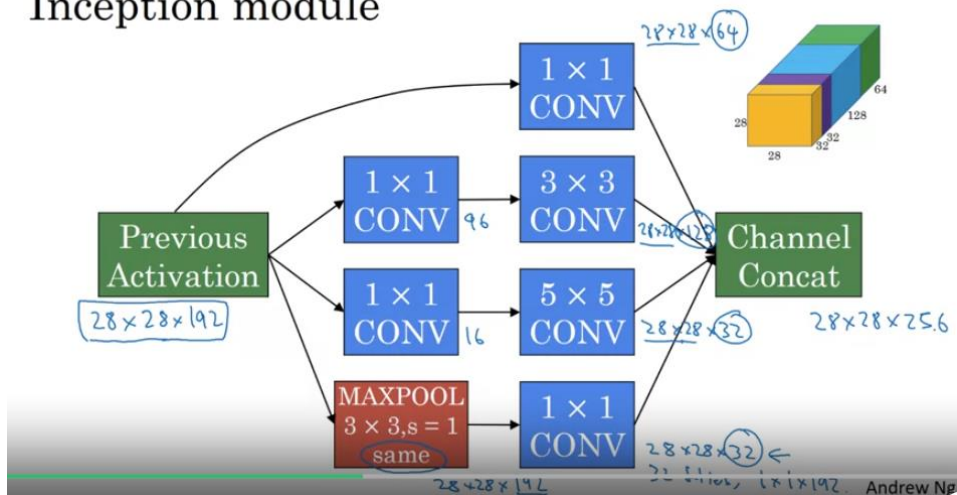 Inception module
28×28×64
1 × 1
CONV
28
28
32
32
128
64
1 × 1
CONV
96
3 × 3
CONV
28×28×128
Previous
Activation
28×28×192
Channel
Concat
28×28×256
1 × 1
CONV
16
5 × 5
CONV
28×28×32
MAXPOOL
3 × 3,s = 1
same
28×28×192
1 × 1
CONV
28×28×32 ←
32 filters, 1×1×192
Andrew Ng